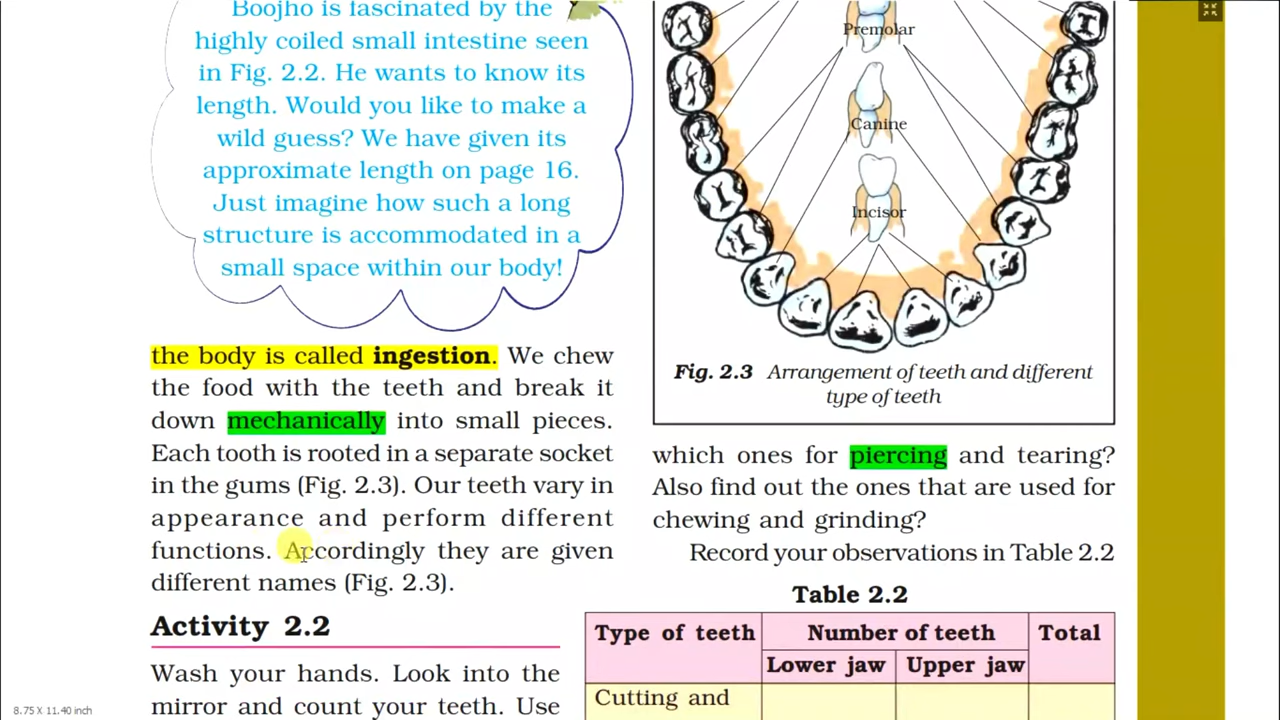 Boojho is fascinated by the
highly coiled small intestine seen
in Fig. 2.2. He wants to know its
length. Would you like to make a
wild guess? We have given its
approximate length on page 16.
Just imagine how such a long
structure is accommodated in a
small space within our body!
the body is called ingestion. We chew
the food with the teeth and break it
down mechanically into small pieces.
Each tooth is rooted in a separate socket
in the gums (Fig. 2.3). Our teeth vary in
appearance and perform different
functions. Accordingly they are given
different names (Fig. 2.3).
Activity 2.2
Wash your hands. Look into the
mirror and count your teeth. Use
Premolar
Canine
Incisor
Fig. 2.3 Arrangement of teeth and different
type of teeth
which ones for piercing and tearing?
Also find out the ones that are used for
chewing and grinding?
Record your observations in Table 2.2
Table 2.2
Type of teeth Number of teeth Total
Lower jaw Upper jaw
Cutting and
8.75 X 11.40 inch